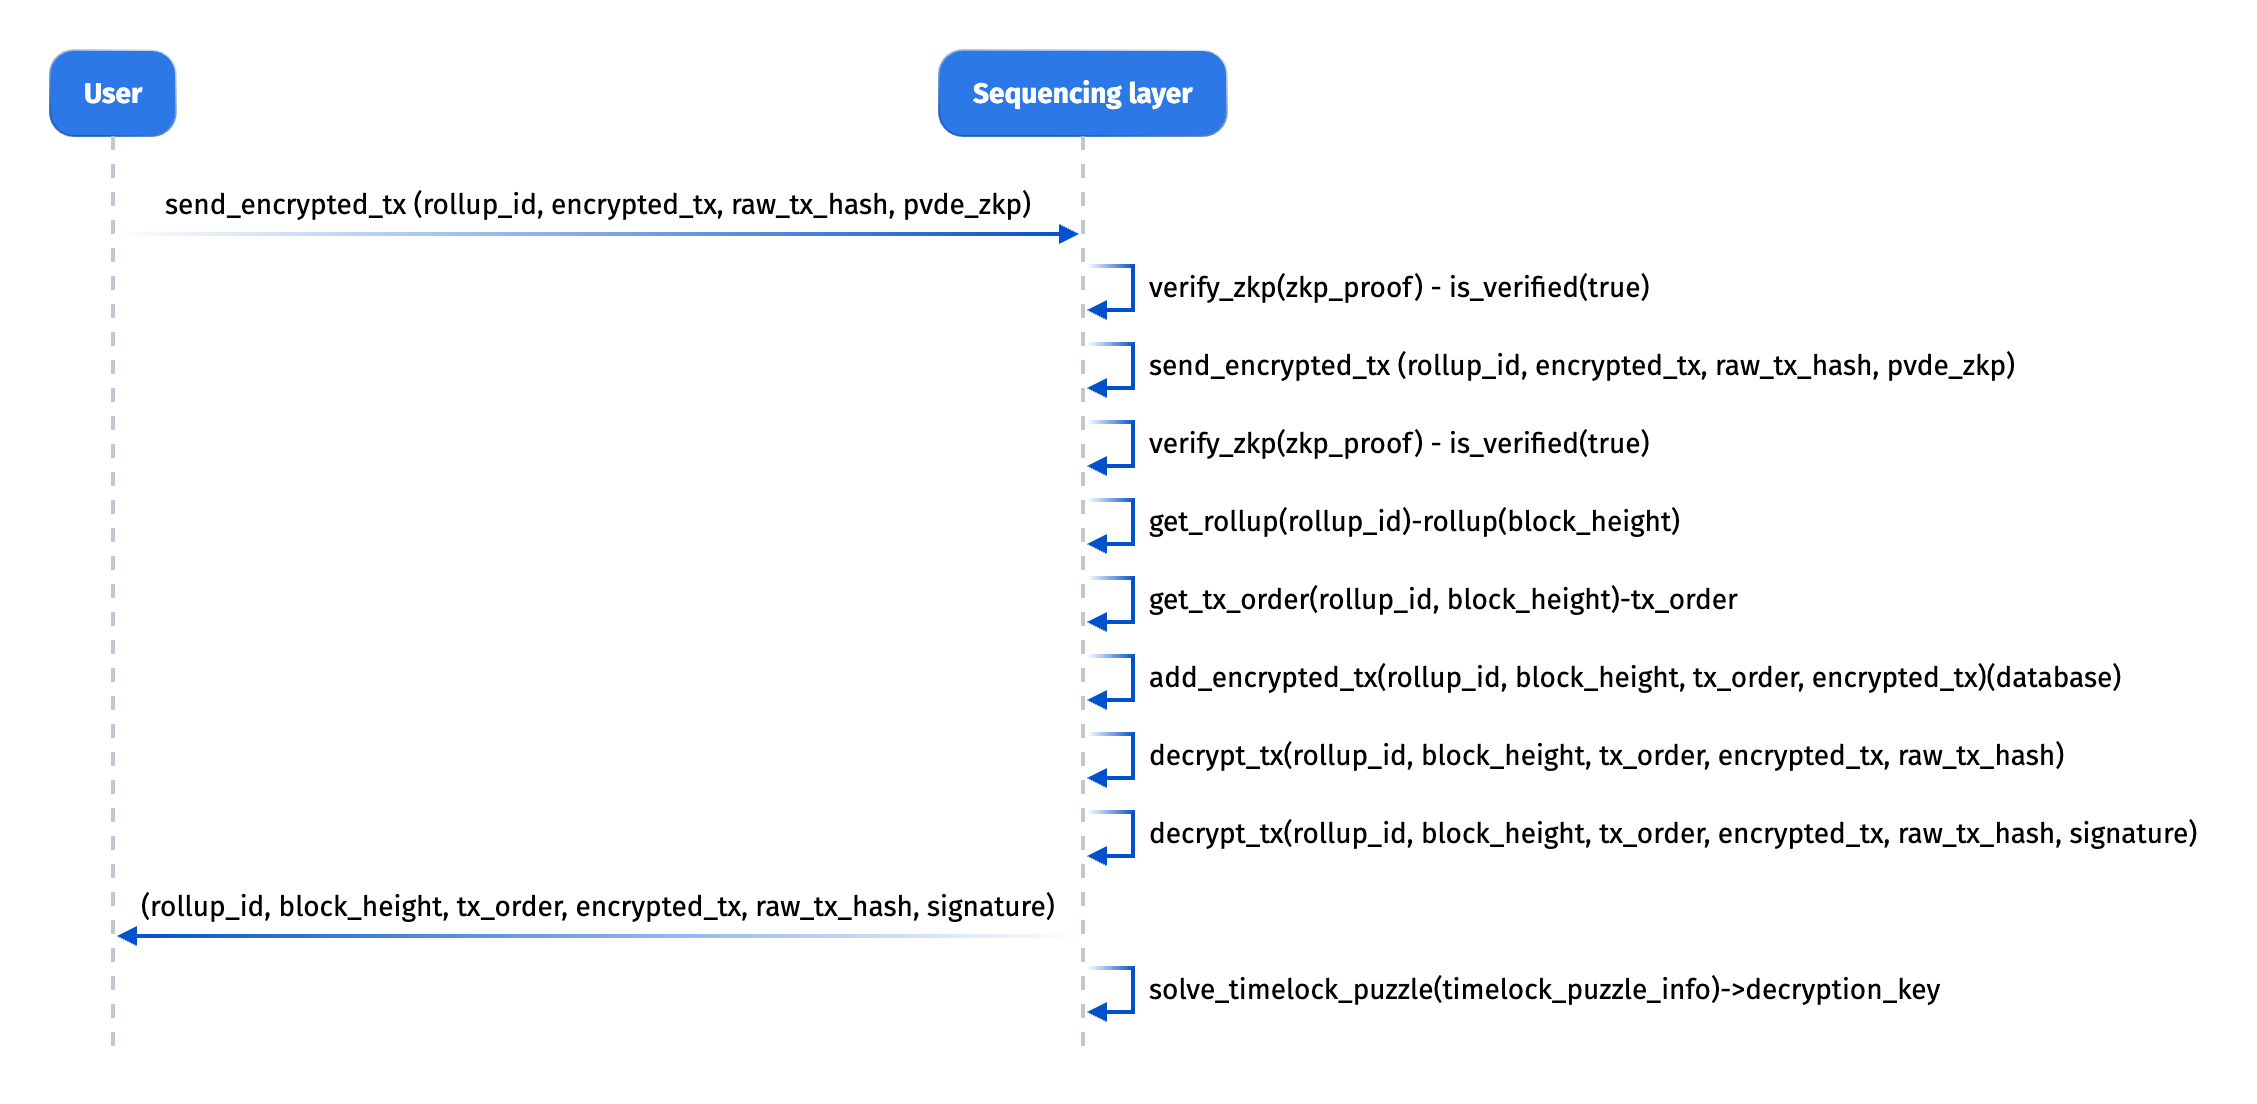 User
Sequencing layer
send_encrypted_tx (rollup_id, encrypted_tx, raw_tx_hash, pvde_zkp)
verify_zkp(zkp_proof) - is_verified(true)
send_encrypted_tx (rollup_id, encrypted_tx, raw_tx_hash, pvde_zkp)
verify_zkp(zkp_proof) - is_verified(true)
get_rollup(rollup_id)-rollup(block_height)
get_tx_order(rollup_id, block_height)-tx_order
add_encrypted_tx(rollup_id, block_height, tx_order, encrypted_tx)(database)
decrypt_tx(rollup_id, block_height, tx_order, encrypted_tx, raw_tx_hash)
decrypt_tx(rollup_id, block_height, tx_order, encrypted_tx, raw_tx_hash, signature)
(rollup_id, block_height, tx_order, encrypted_tx, raw_tx_hash, signature)
solve_timelock_puzzle(timelock_puzzle_info)->decryption_key